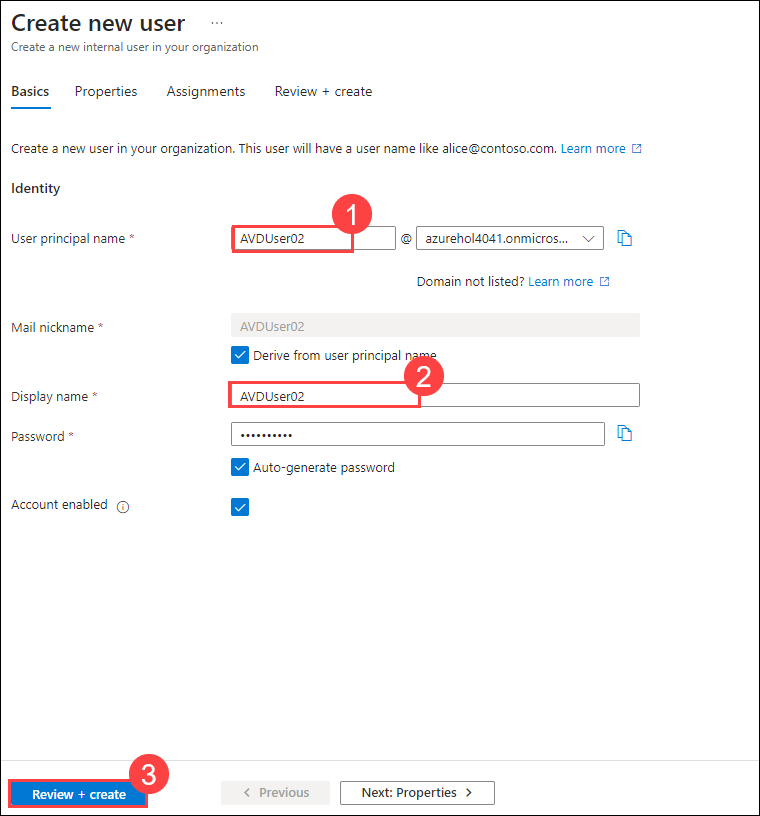 Create new user ...
Create a new internal user in your organization
Basics Properties Assignments Review + create
Create a new user in your organization. This user will have a user name like alice@contoso.com. Learn more
Identity
1
User principal name * AVDUser02 @ azurehol4041.onmicros...
Domain not listed? Learn more
Mail nickname * AVDUser02
Derive from user principal name
2
Display name * AVDUser02
Password * ••••••••••
Auto-generate password
Account enabled
3
Review + create Previous Next: Properties